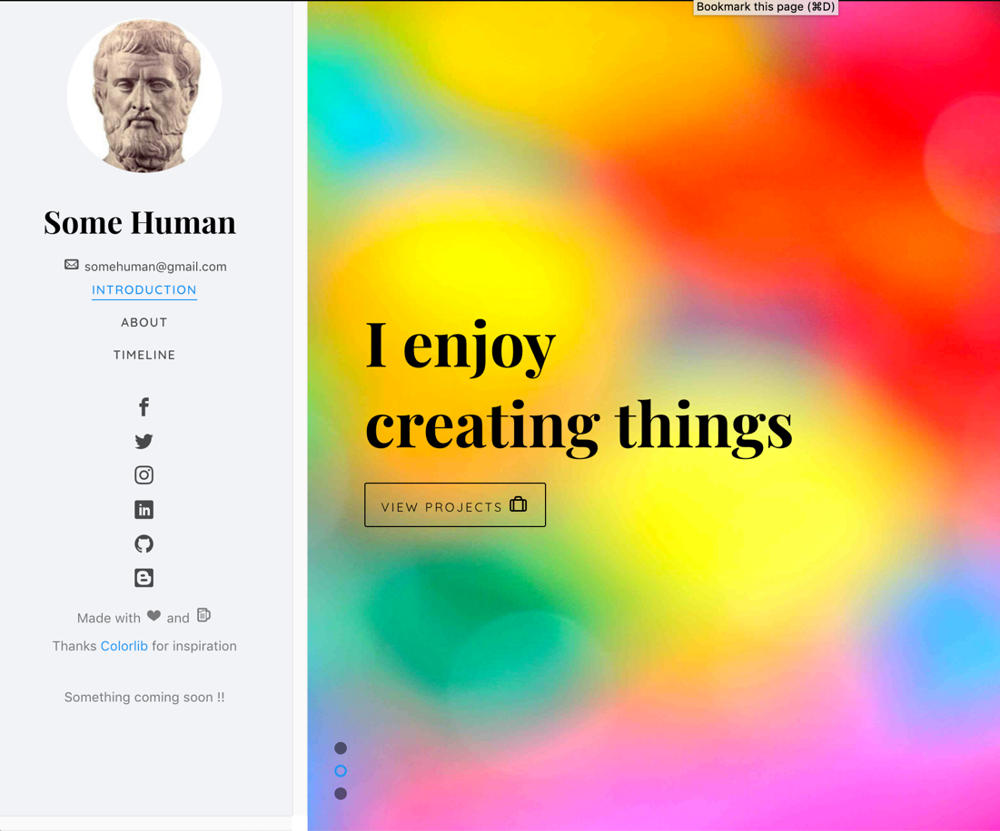 Bookmark this page (⌘D)
Some Human
somehuman@gmail.com
INTRODUCTION
ABOUT
TIMELINE
Made with and
Thanks Colorlib for inspiration
Something coming soon !!
I enjoy
creating things
VIEW PROJECTS